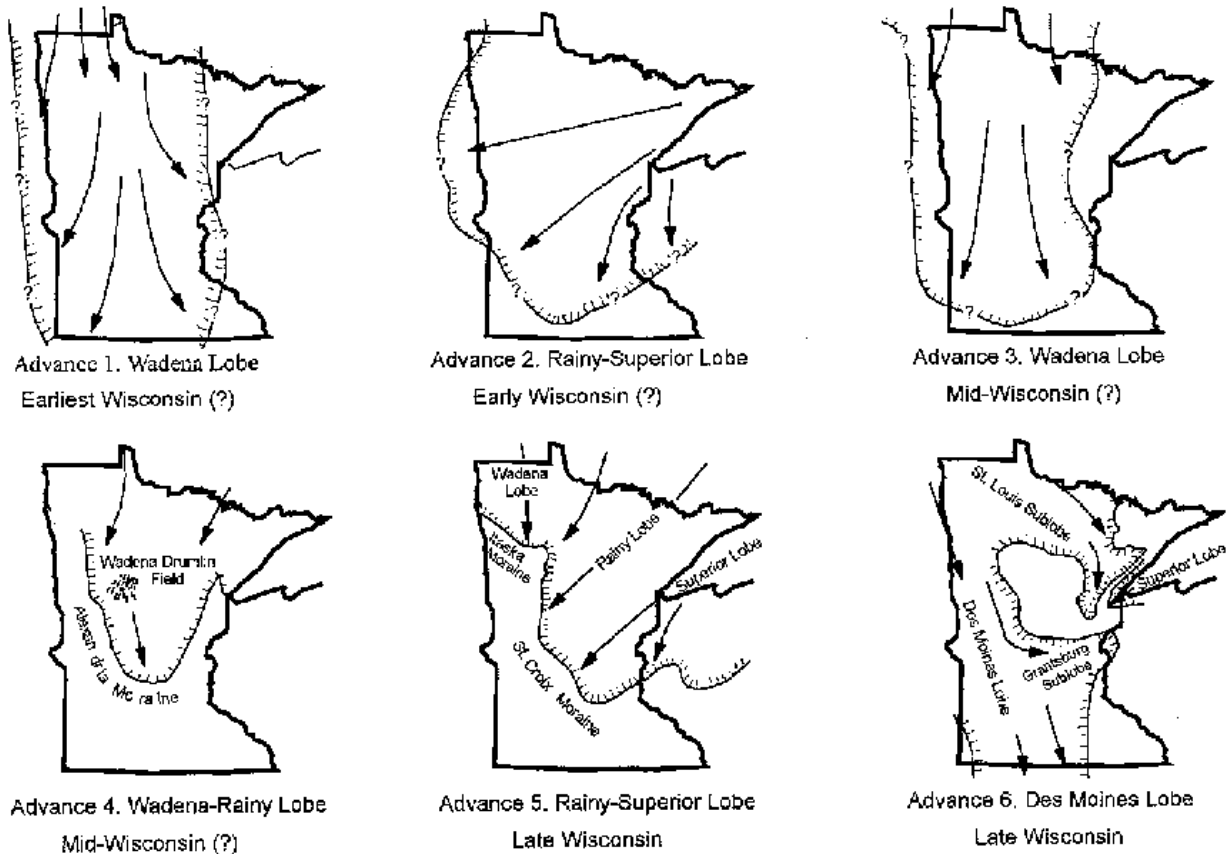 Advance 1. Wadena Lobe
Earliest Wisconsin (?)
Advance 2. Rainy-Superior Lobe
Early Wisconsin (?)
Advance 3. Wadena Lobe
Mid-Wisconsin (?)
Wadena Drumlin
Field
Alexandria Moraine
Advance 4. Wadena-Rainy Lobe
Mid-Wisconsin (?)
Wadena
Lobe
Itaska
Moraine
Rainy Lobe
Superior Lobe
St. Croix
Moraine
Advance 5. Rainy-Superior Lobe
Late Wisconsin
St. Louis Sublobe
Superior Lobe
Des Moines Lobe
Grantsburg
Sublobe
Advance 6. Des Moines Lobe
Late Wisconsin